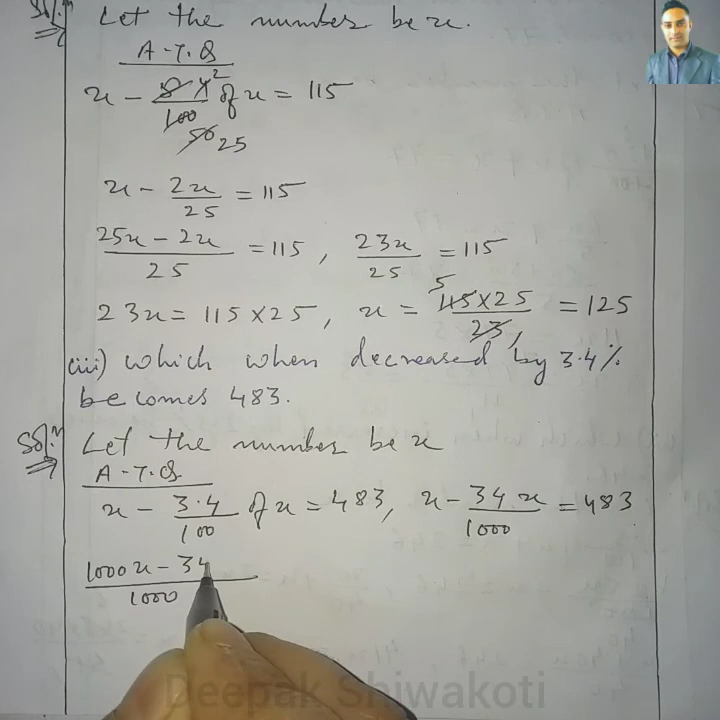 Solⁿ Let the number be x.
A.T.Q
x - 8/100 of x = 115
50 25
x - 2x/25 = 115
25x - 2x/25 = 115, 23x/25 = 115
23x = 115 × 25, x = 115×25/23 = 125
(iii) which when decreased by 3.4%
becomes 483.
Solⁿ Let the number be x
A.T.Q
x - 3.4/100 of x = 483, x - 34x/1000 = 483
1000x - 34/1000
Deepak Shiwakoti